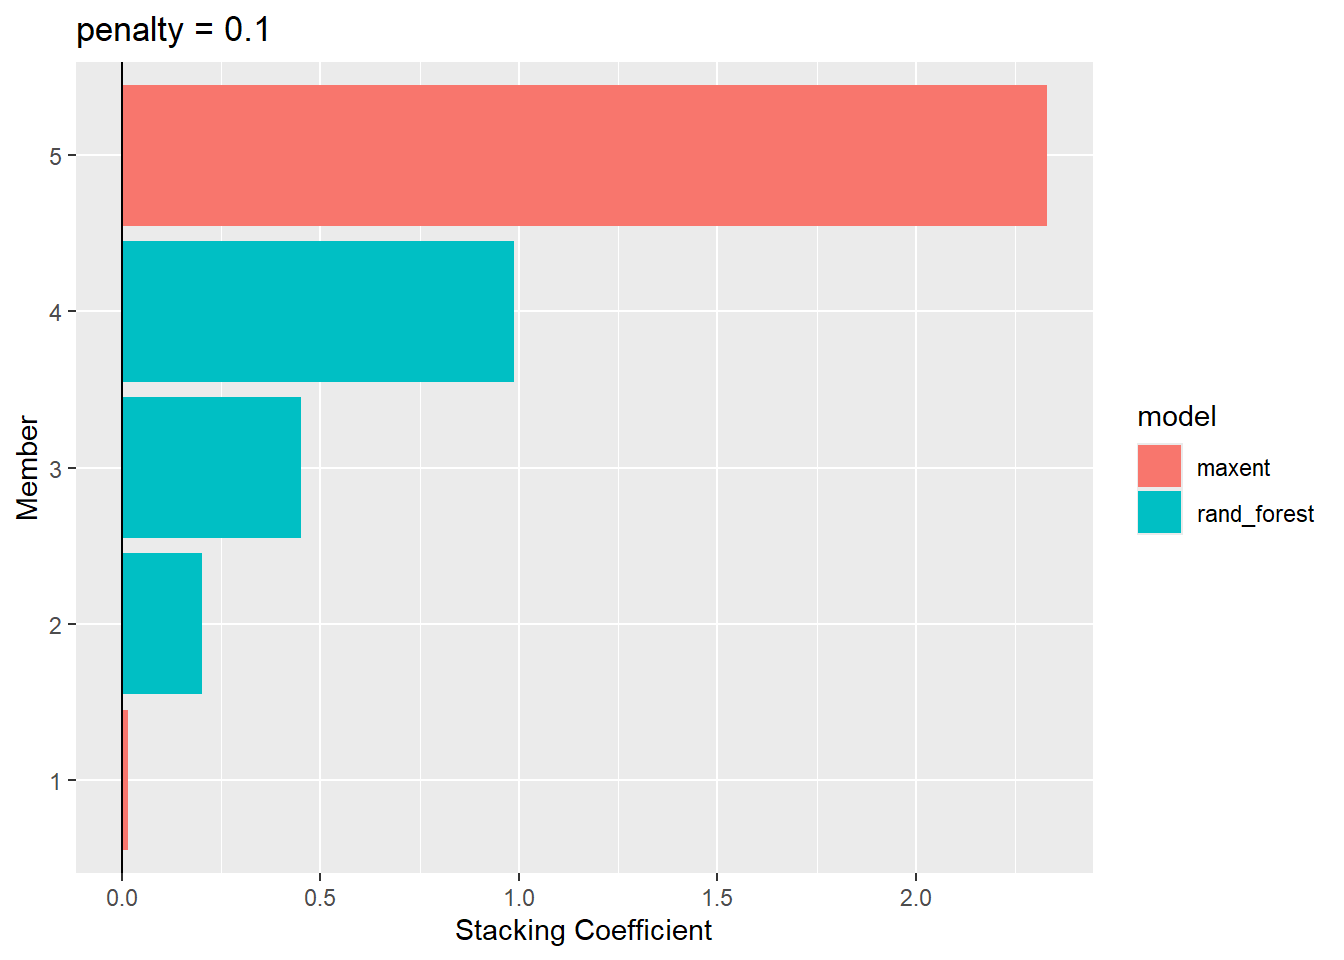 penalty = 0.1
5
4
3
2
1
Member
0.0 0.5 1.0 1.5 2.0
Stacking Coefficient
model
maxent
rand_forest